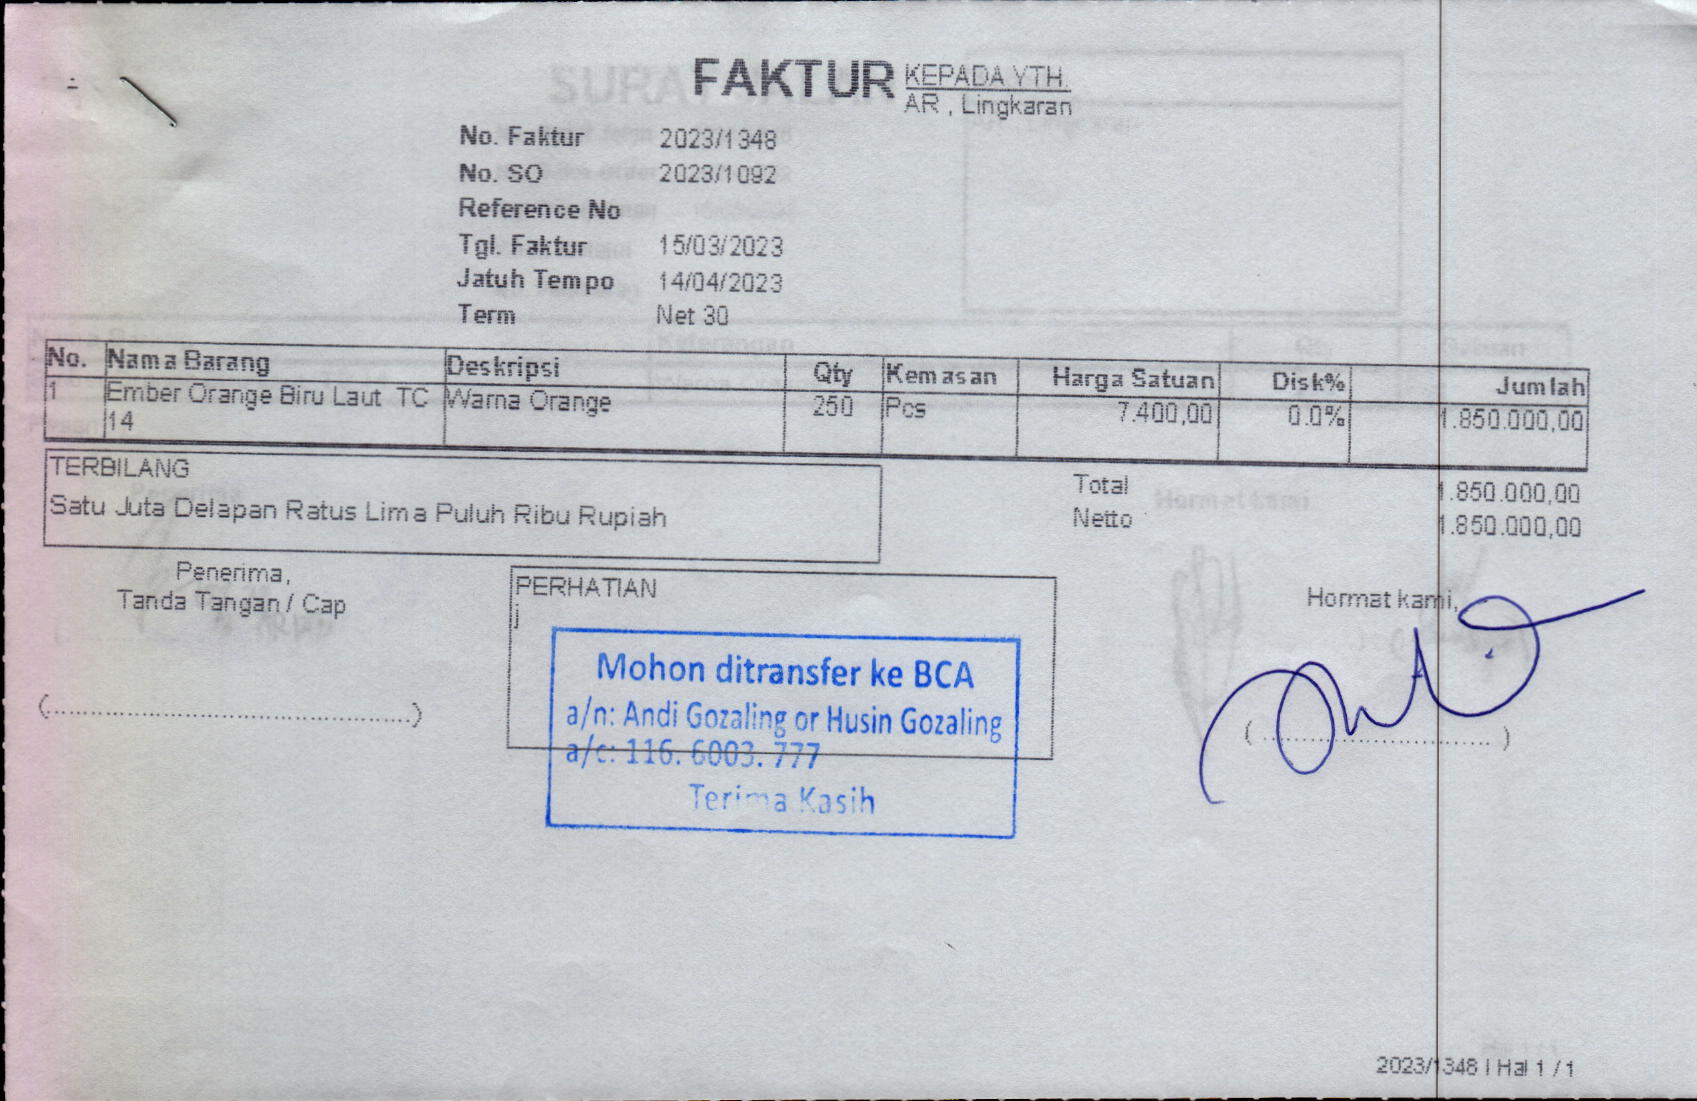 FAKTUR
KEPADA YTH.
AR , Lingkaran
No. Faktur 2023/1348
No. SO 2023/1092
Reference No
Tgl. Faktur 15/03/2023
Jatuh Tempo 14/04/2023
Term Net 30
No. Nama Barang Deskripsi Qty Kemasan Harga Satuan Disk% Jumlah
1 Ember Orange Biru Laut TC Warna Orange 250 Pcs 7.400,00 0.0% 1.850.000,00
14
TERBILANG
Satu Juta Delapan Ratus Lima Puluh Ribu Rupiah
Total 1.850.000,00
Netto 1.850.000,00
Penerima,
Tanda Tangan / Cap
(..........................................)
PERHATIAN
j
Mohon ditransfer ke BCA
a/n: Andi Gozaling or Husin Gozaling
a/c: 116. 6003. 777
Terima Kasih
Hormat kami,
( ............................... )
2023/1348 | Hal 1 / 1